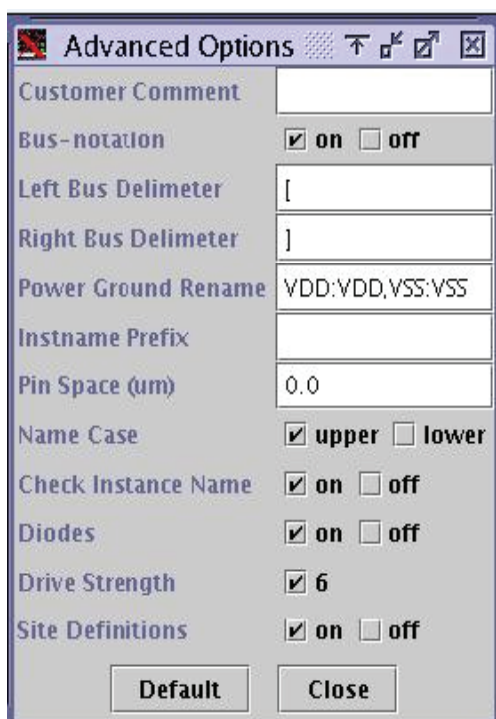 Advanced Options
Customer Comment
Bus-notation on off
Left Bus Delimeter [
Right Bus Delimeter ]
Power Ground Rename VDD:VDD,VSS:VSS
Instname Prefix
Pin Space (um) 0.0
Name Case upper lower
Check Instance Name on off
Diodes on off
Drive Strength 6
Site Definitions on off
Default Close